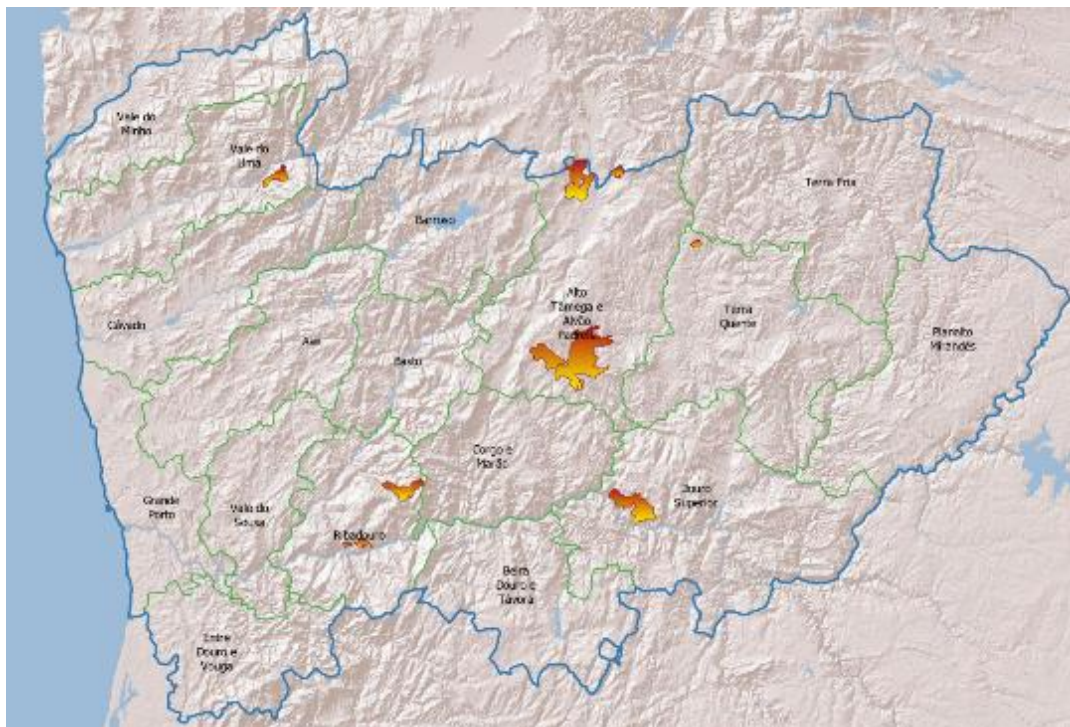 Vale do
Minho
Vale do
Lima
Terra Fria
Barroso
Alto
Tâmega e
Alvão
Padrela
Terra
Quente
Cávado
Planalto
Mirandês
Ave
Basto
Corgo e
Marão
Grande
Porto
Vale do
Sousa
Douro
Superior
Ribadouro
Beira
Douro e
Távora
Entre
Douro e
Vouga